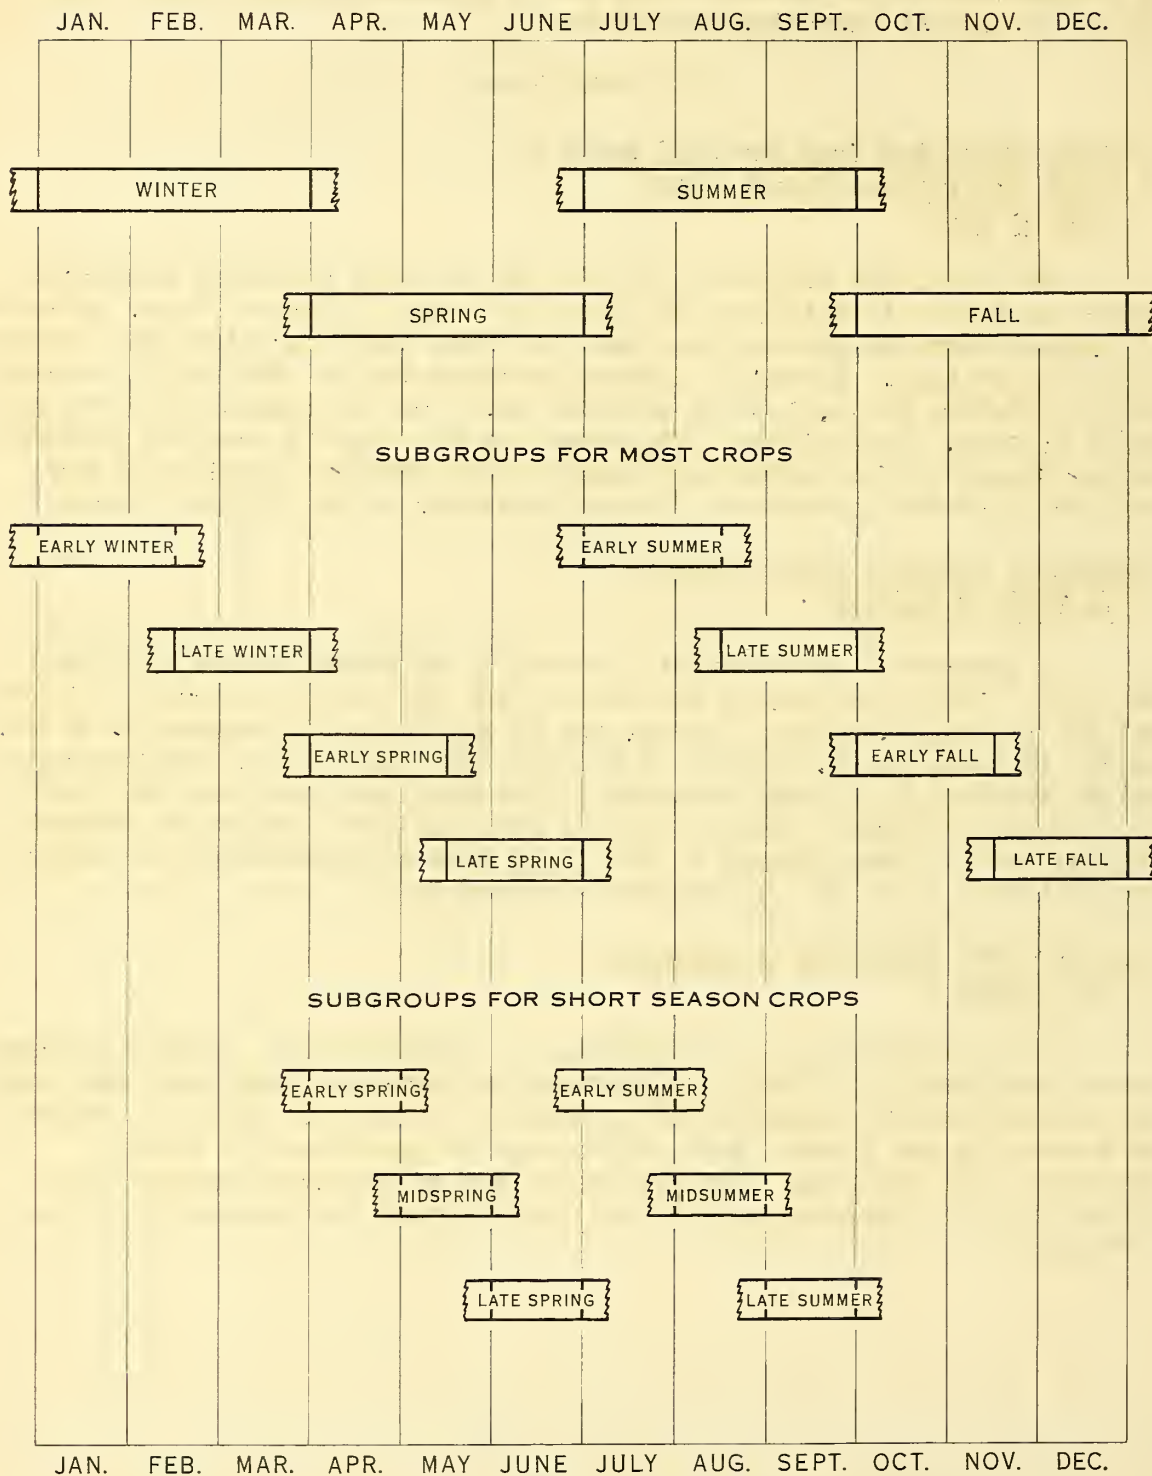 JAN. FEB. MAR. APR. MAY JUNE JULY AUG. SEPT. OCT. NOV. DEC.
WINTER SUMMER
SPRING FALL
SUBGROUPS FOR MOST CROPS
EARLY WINTER EARLY SUMMER
LATE WINTER LATE SUMMER
EARLY SPRING EARLY FALL
LATE SPRING LATE FALL
SUBGROUPS FOR SHORT SEASON CROPS
EARLY SPRING EARLY SUMMER
MIDSPRING MIDSUMMER
LATE SPRING LATE SUMMER
JAN. FEB. MAR. APR. MAY JUNE JULY AUG. SEPT. OCT. NOV. DEC.